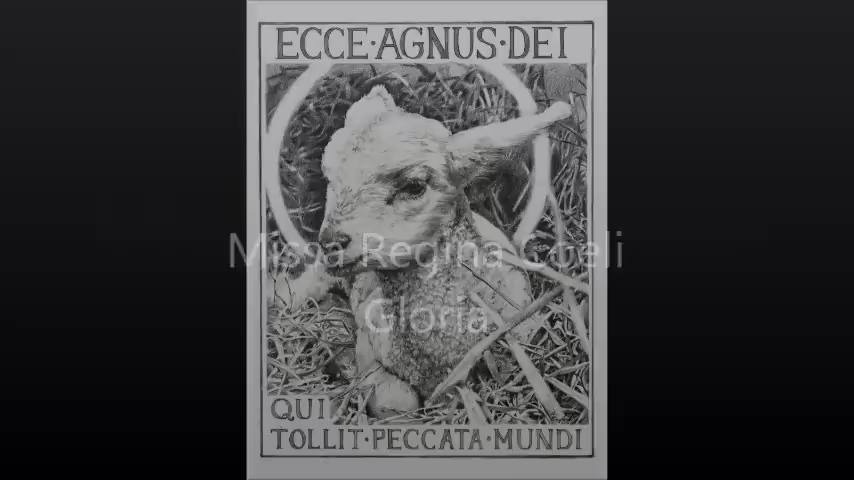 ECCE·AGNUS·DEI
Missa Regina Coeli
Gloria
QUI
TOLLIT·PECCATA·MUNDI